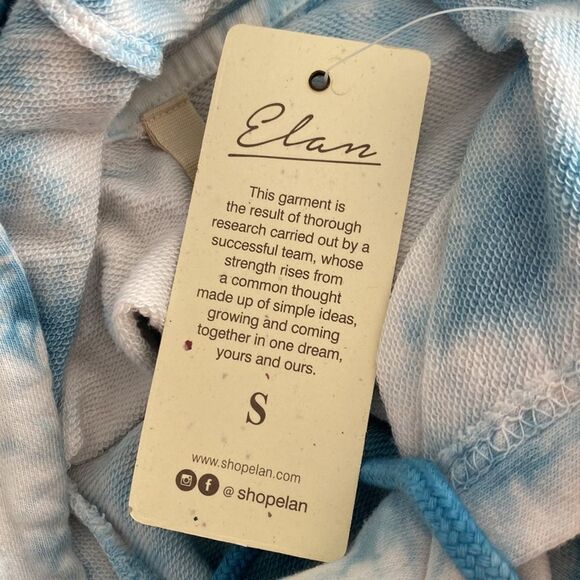 Elan
This garment is
the result of thorough
research carried out by a
successful team, whose
strength rises from
a common thought
made up of simple ideas,
growing and coming
together in one dream,
yours and ours.
S
www.shopelan.com
@ shopelan